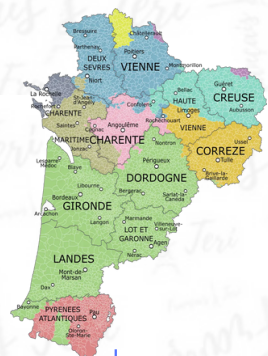 Bressuire
Châtellerault
Parthenay
Poitiers
DEUX
SEVRES
VIENNE
Niort
Montmorillon
La Rochelle
Rochefort
St-Jean
d'Angély
Confolens
Bellac
Guéret
CREUSE
HAUTE
Limoges
Aubusson
CHARENTE
Saintes
Cognac
Angoulême
Rochechouart
VIENNE
MARITIME
CHARENTE
Jonzac
Nontron
Ussel
CORREZE
Tulle
Lesparre-
Médoc
Blaye
Périgueux
Brive-la-
Gaillarde
DORDOGNE
Libourne
Bergerac
Sarlat-la-
Canéda
Bordeaux
GIRONDE
Arcachon
Langon
Marmande
Villeneuve-
sur-Lot
LOT ET
GARONNE
Agen
Nérac
LANDES
Mont-de-
Marsan
Dax
Bayonne
PYRENEES
ATLANTIQUES
Pau
Oloron-
Ste-Marie